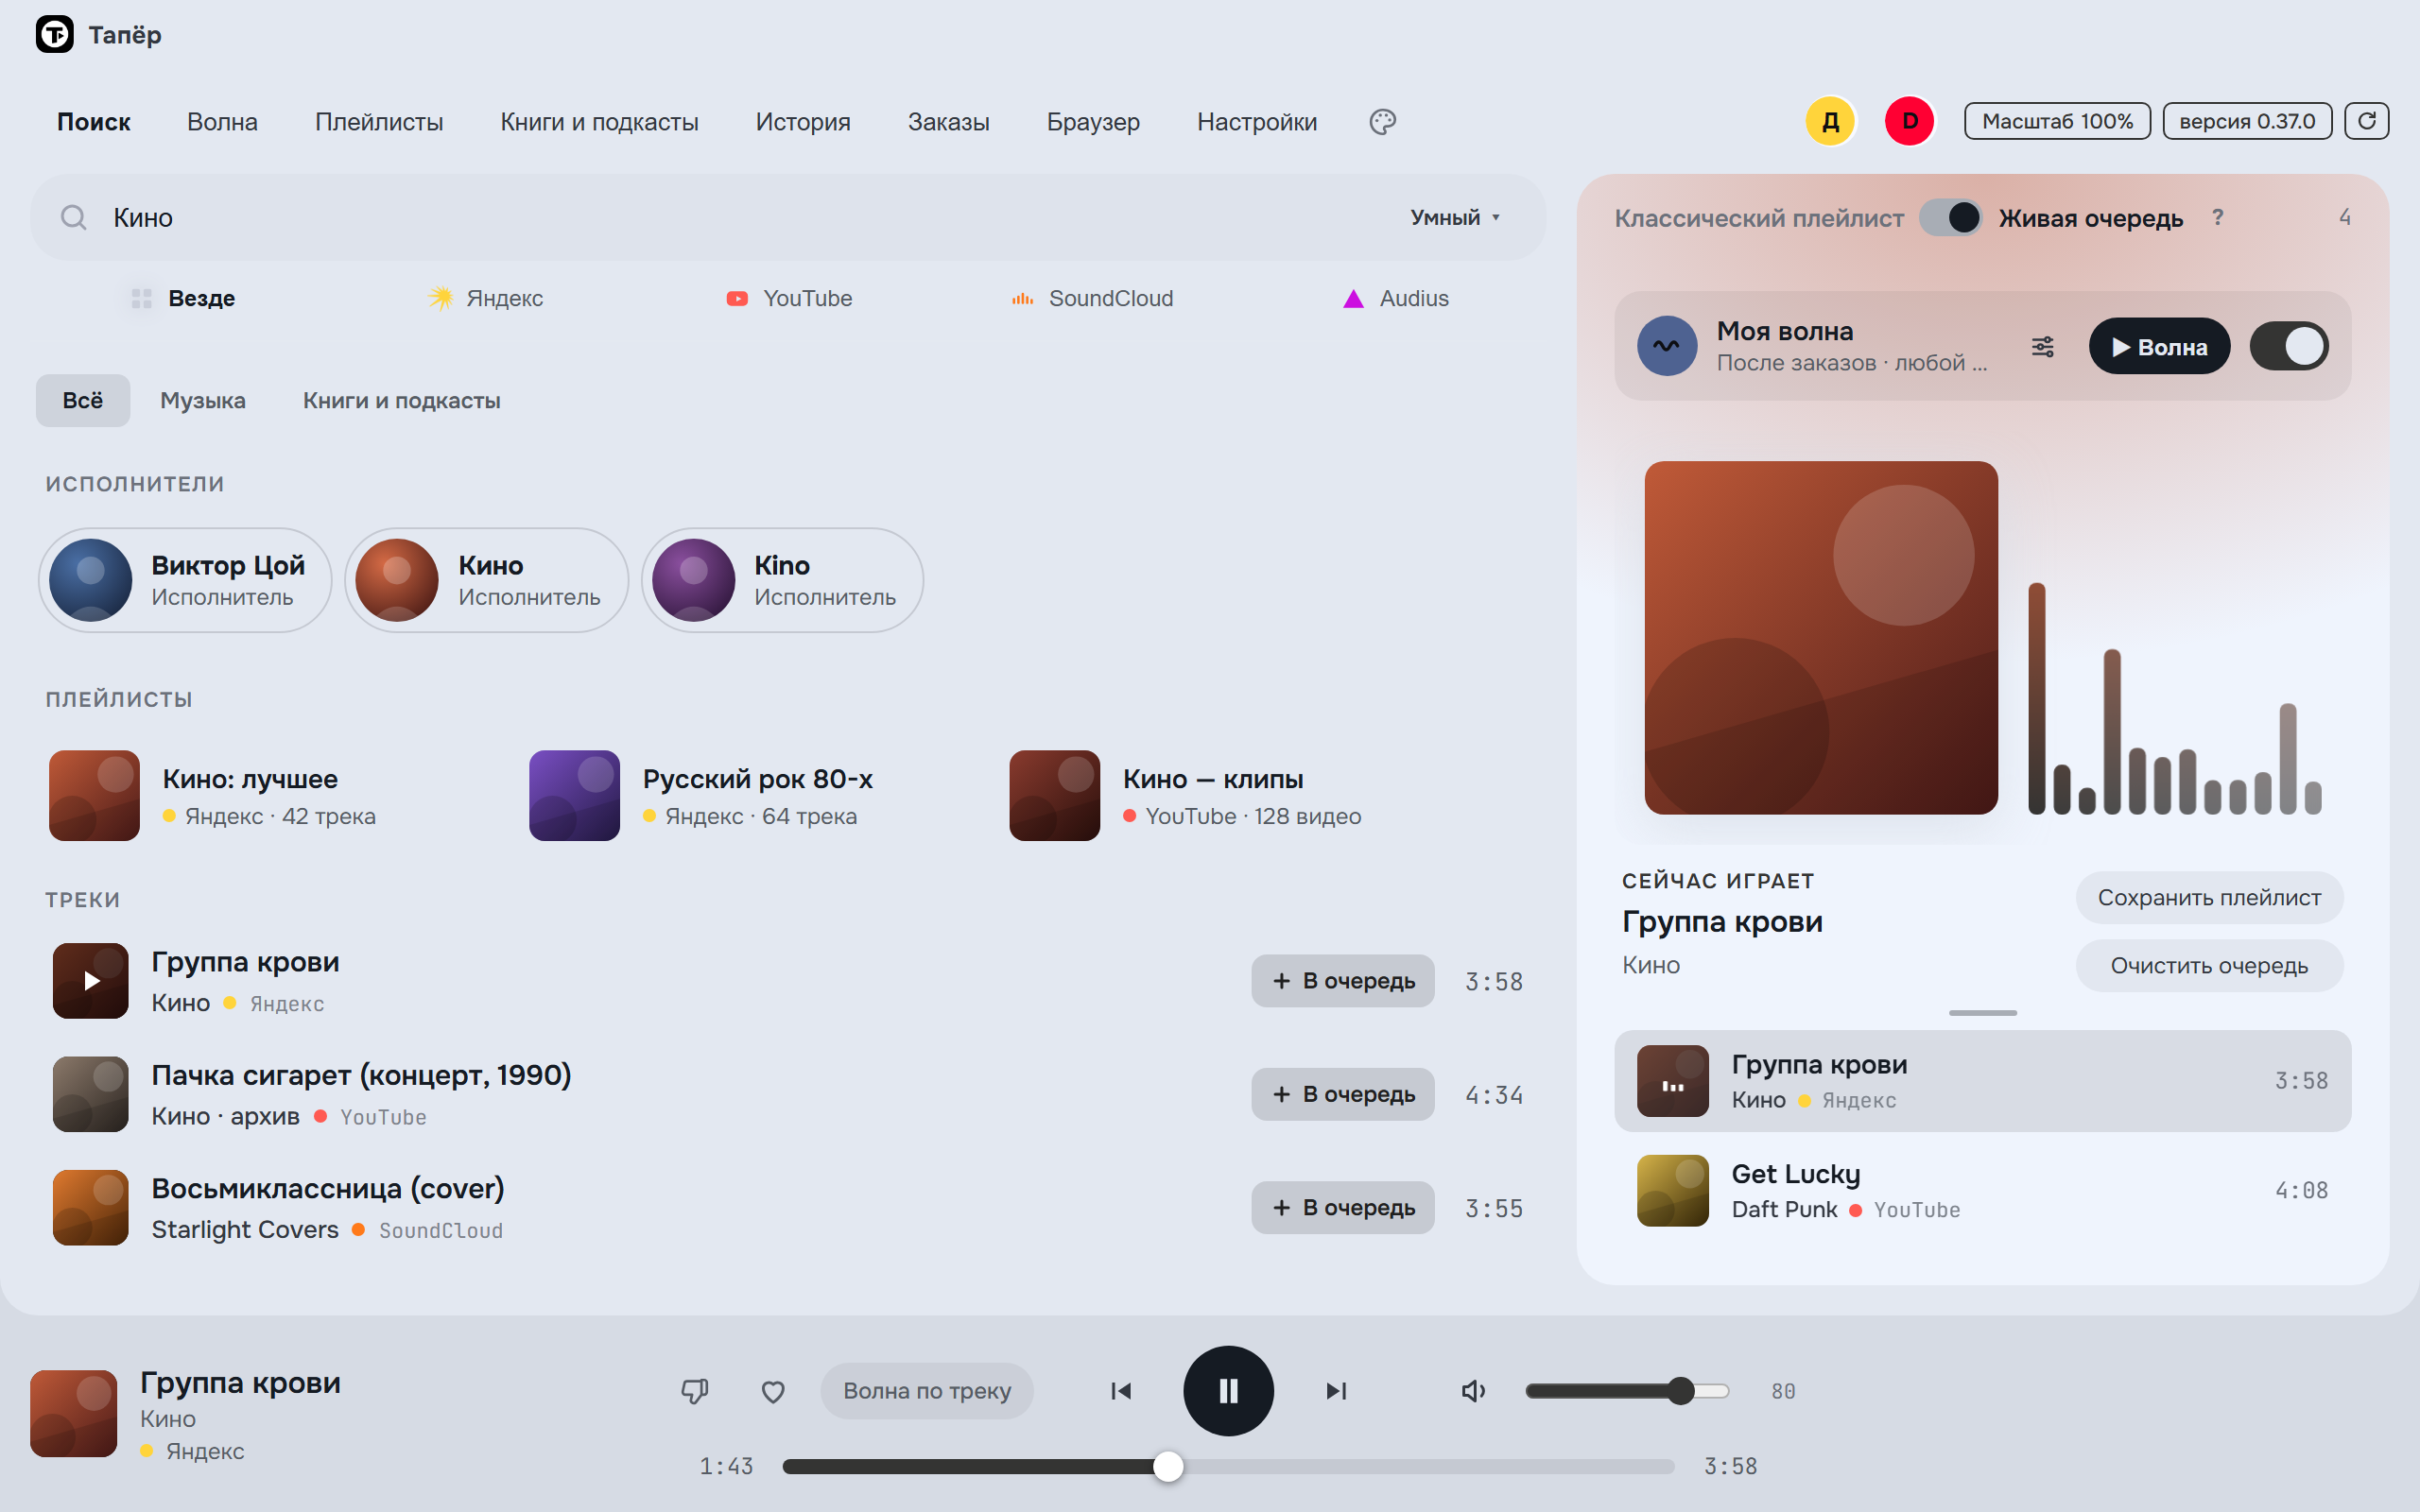 Тапёр
Поиск Волна Плейлисты Книги и подкасты История Заказы Браузер Настройки
Д D Масштаб 100% версия 0.37.0
Кино Умный
Везде Яндекс YouTube SoundCloud Audius
Всё Музыка Книги и подкасты
ИСПОЛНИТЕЛИ
Виктор Цой
Исполнитель
Кино
Исполнитель
Kino
Исполнитель
ПЛЕЙЛИСТЫ
Кино: лучшее
Яндекс · 42 трека
Русский рок 80-х
Яндекс · 64 трека
Кино — клипы
YouTube · 128 видео
ТРЕКИ
Группа крови
Кино Яндекс
+ В очередь 3:58
Пачка сигарет (концерт, 1990)
Кино · архив YouTube
+ В очередь 4:34
Восьмиклассница (cover)
Starlight Covers SoundCloud
+ В очередь 3:55
Классический плейлист Живая очередь ? 4
Моя волна
После заказов · любой ...
Волна
СЕЙЧАС ИГРАЕТ
Группа крови
Кино
Сохранить плейлист
Очистить очередь
Группа крови
Кино Яндекс
3:58
Get Lucky
Daft Punk YouTube
4:08
Группа крови
Кино
Яндекс
Волна по треку
80
1:43 3:58